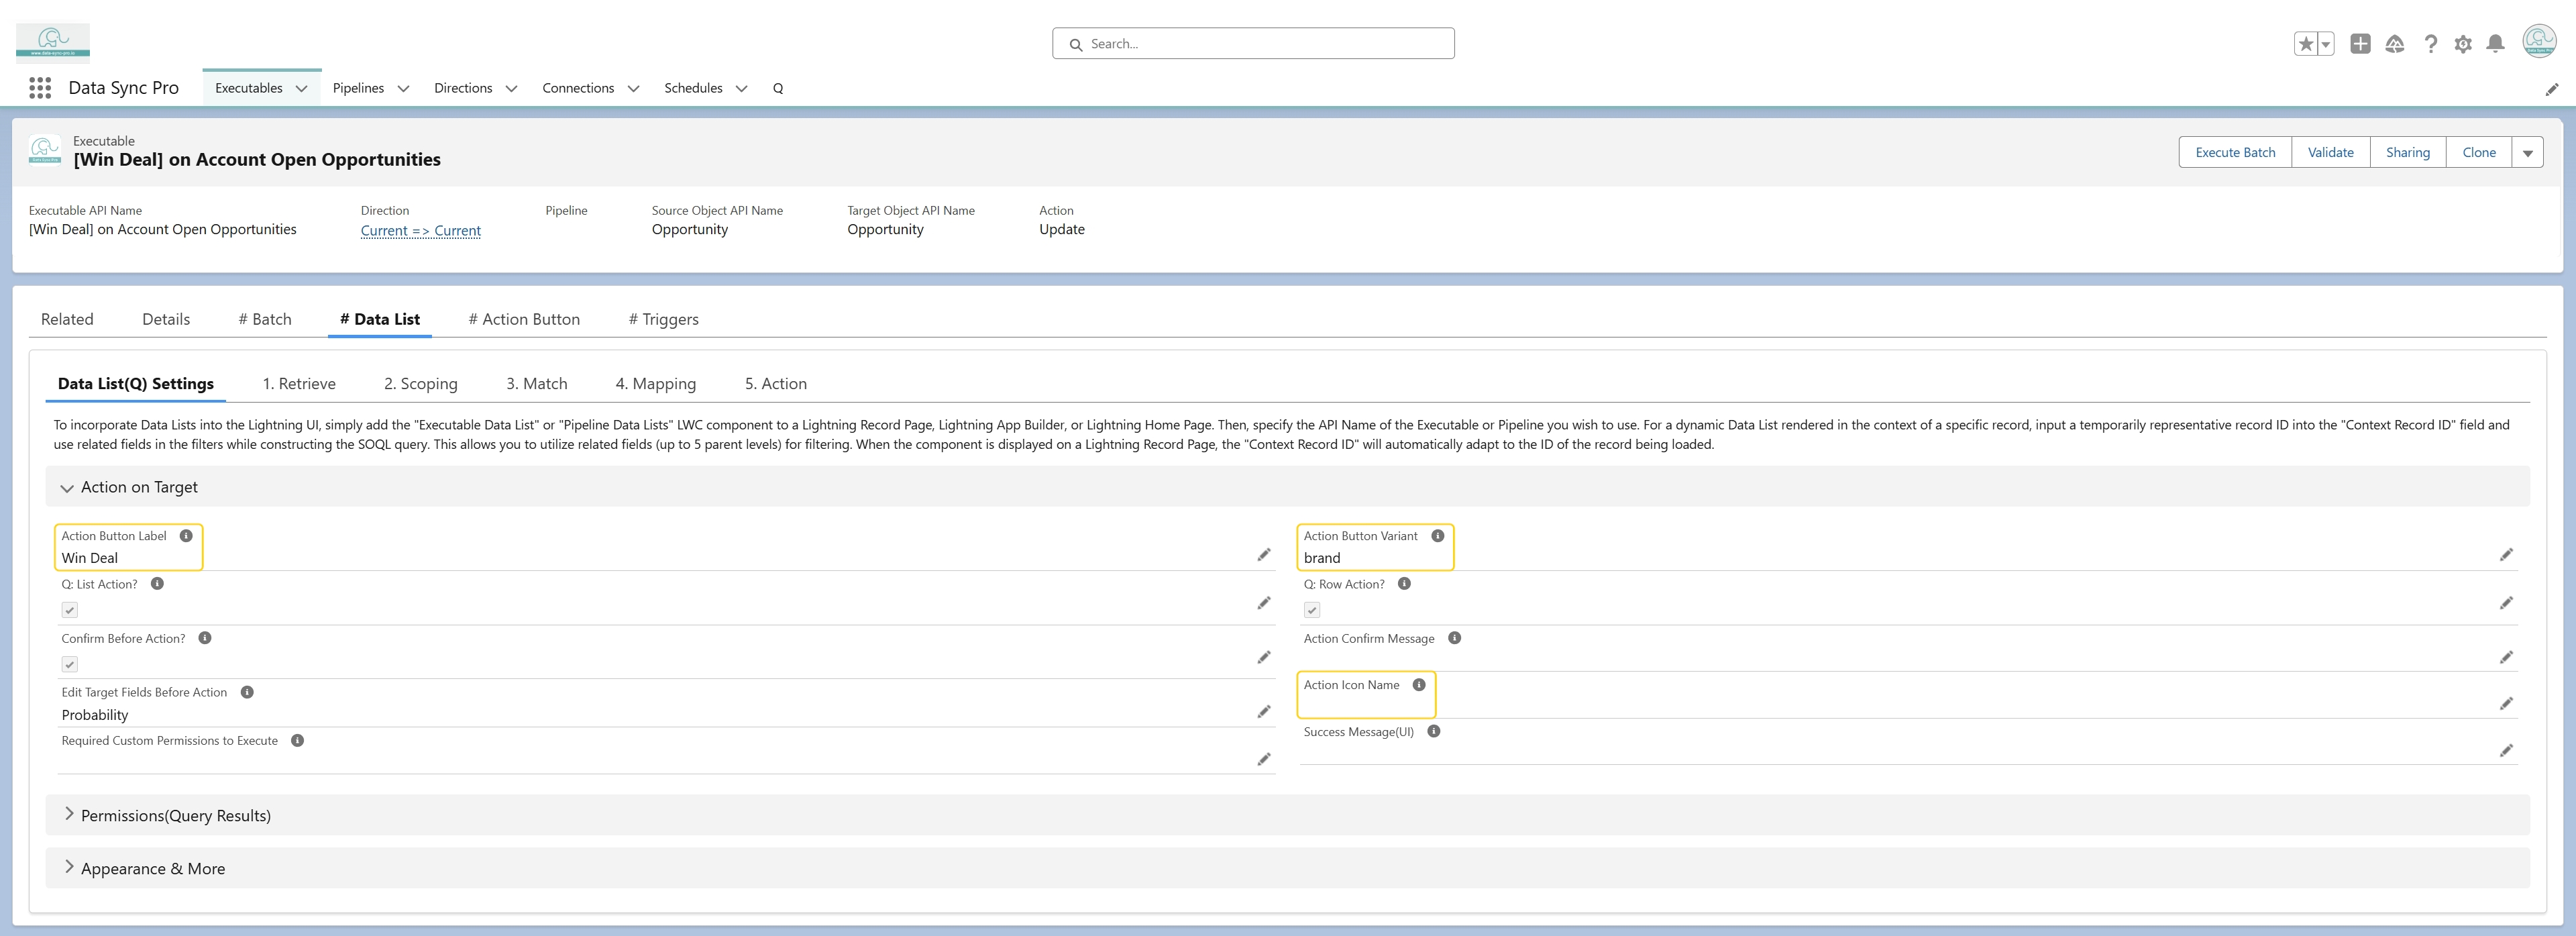 www.data-sync-pro.io
Search...
Data Sync Pro
Executables
Pipelines
Directions
Connections
Schedules
Q
Executable
[Win Deal] on Account Open Opportunities
Execute Batch
Validate
Sharing
Clone
Executable API Name
[Win Deal] on Account Open Opportunities
Direction
Current => Current
Pipeline
Source Object API Name
Opportunity
Target Object API Name
Opportunity
Action
Update
Related
Details
# Batch
# Data List
# Action Button
# Triggers
Data List(Q) Settings
1. Retrieve
2. Scoping
3. Match
4. Mapping
5. Action
To incorporate Data Lists into the Lightning UI, simply add the "Executable Data List" or "Pipeline Data Lists" LWC component to a Lightning Record Page, Lightning App Builder, or Lightning Home Page. Then, specify the API Name of the Executable or Pipeline you wish to use. For a dynamic Data List rendered in the context of a specific record, input a temporarily representative record ID into the "Context Record ID" field and
use related fields in the filters while constructing the SOQL query. This allows you to utilize related fields (up to 5 parent levels) for filtering. When the component is displayed on a Lightning Record Page, the "Context Record ID" will automatically adapt to the ID of the record being loaded.
Action on Target
Action Button Label
Win Deal
Action Button Variant
brand
Q: List Action?
Q: Row Action?
Confirm Before Action?
Action Confirm Message
Edit Target Fields Before Action
Probability
Action Icon Name
Required Custom Permissions to Execute
Success Message(UI)
Permissions(Query Results)
Appearance & More